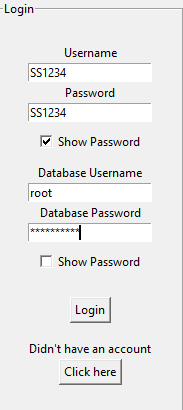 Login
Username
SS1234
Password
SS1234
Show Password
Database Username
root
Database Password
**********
Show Password
Login
Didn't have an account
Click here